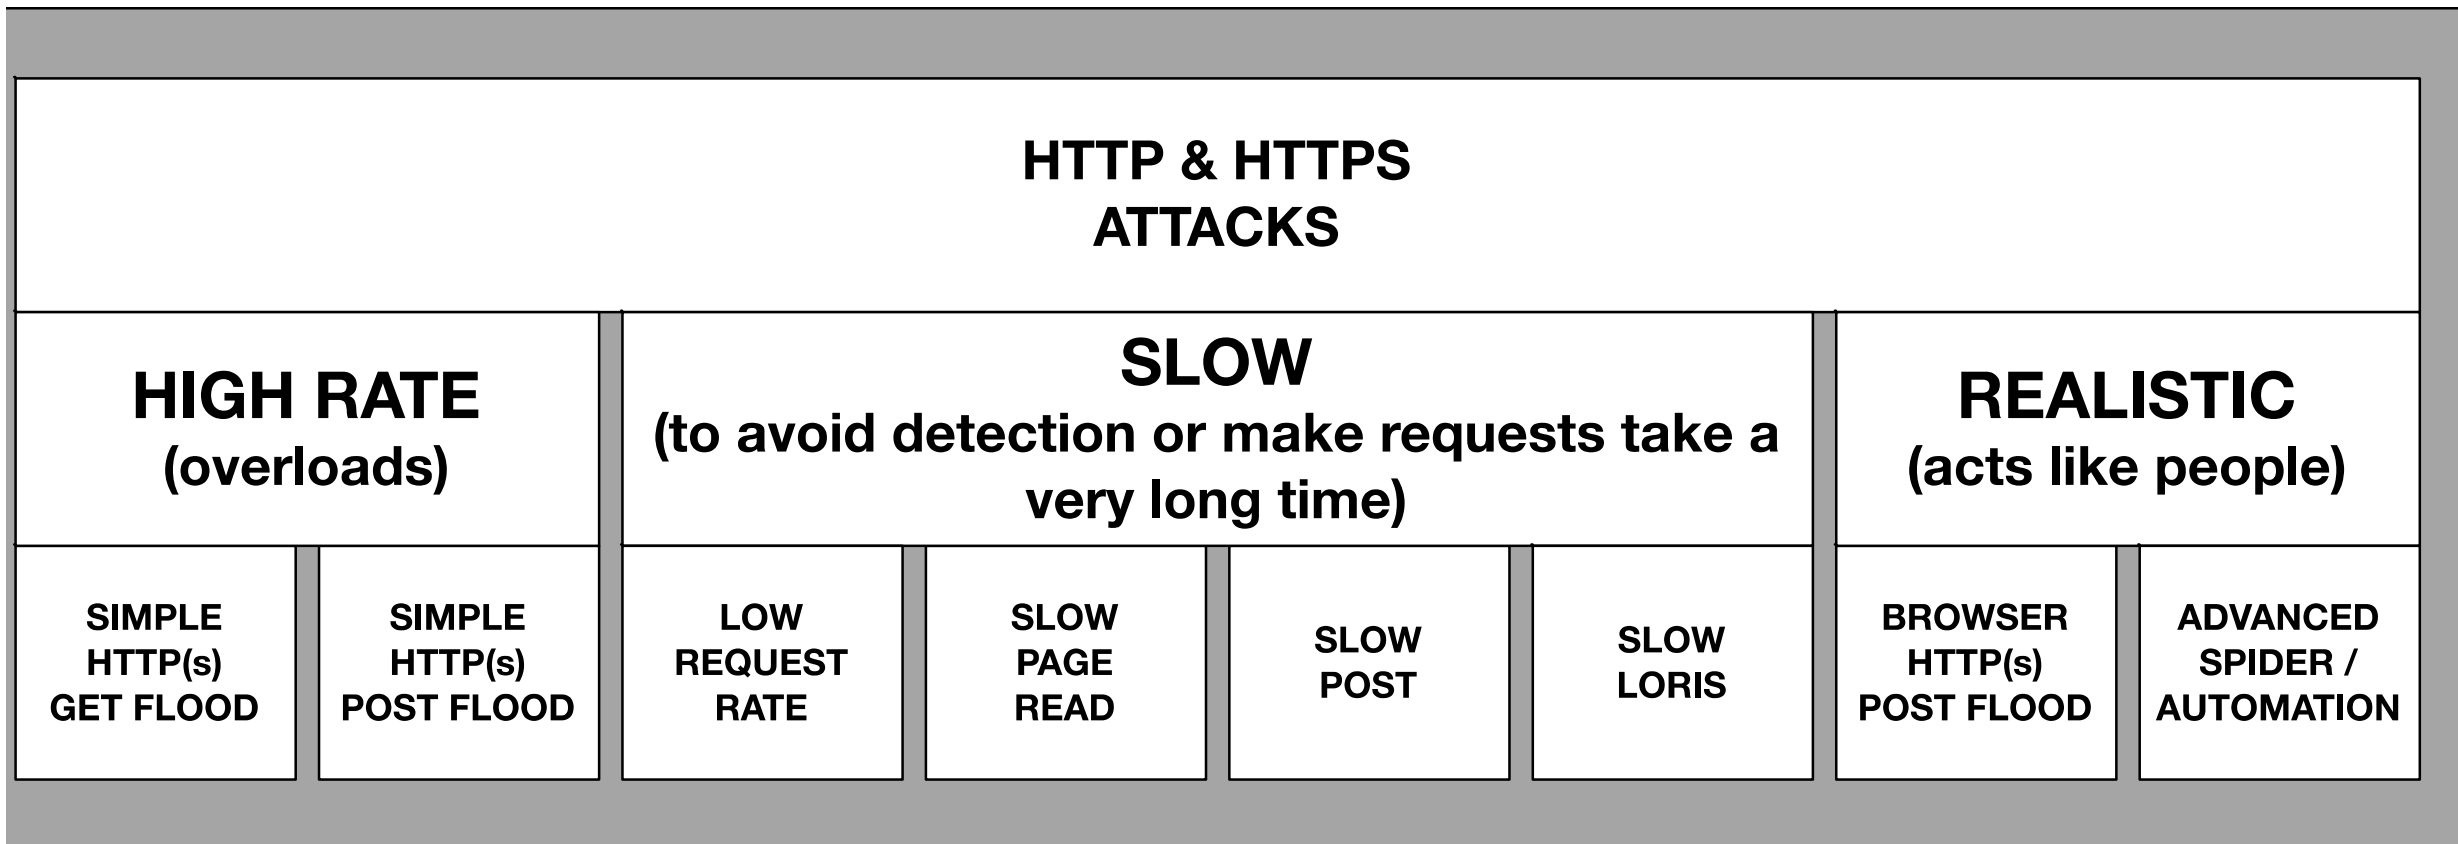 HTTP & HTTPS
ATTACKS
HIGH RATE
(overloads)
SLOW
(to avoid detection or make requests take a
very long time)
REALISTIC
(acts like people)
SIMPLE
HTTP(s)
GET FLOOD
SIMPLE
HTTP(s)
POST FLOOD
LOW
REQUEST
RATE
SLOW
PAGE
READ
SLOW
POST
SLOW
LORIS
BROWSER
HTTP(s)
POST FLOOD
ADVANCED
SPIDER /
AUTOMATION